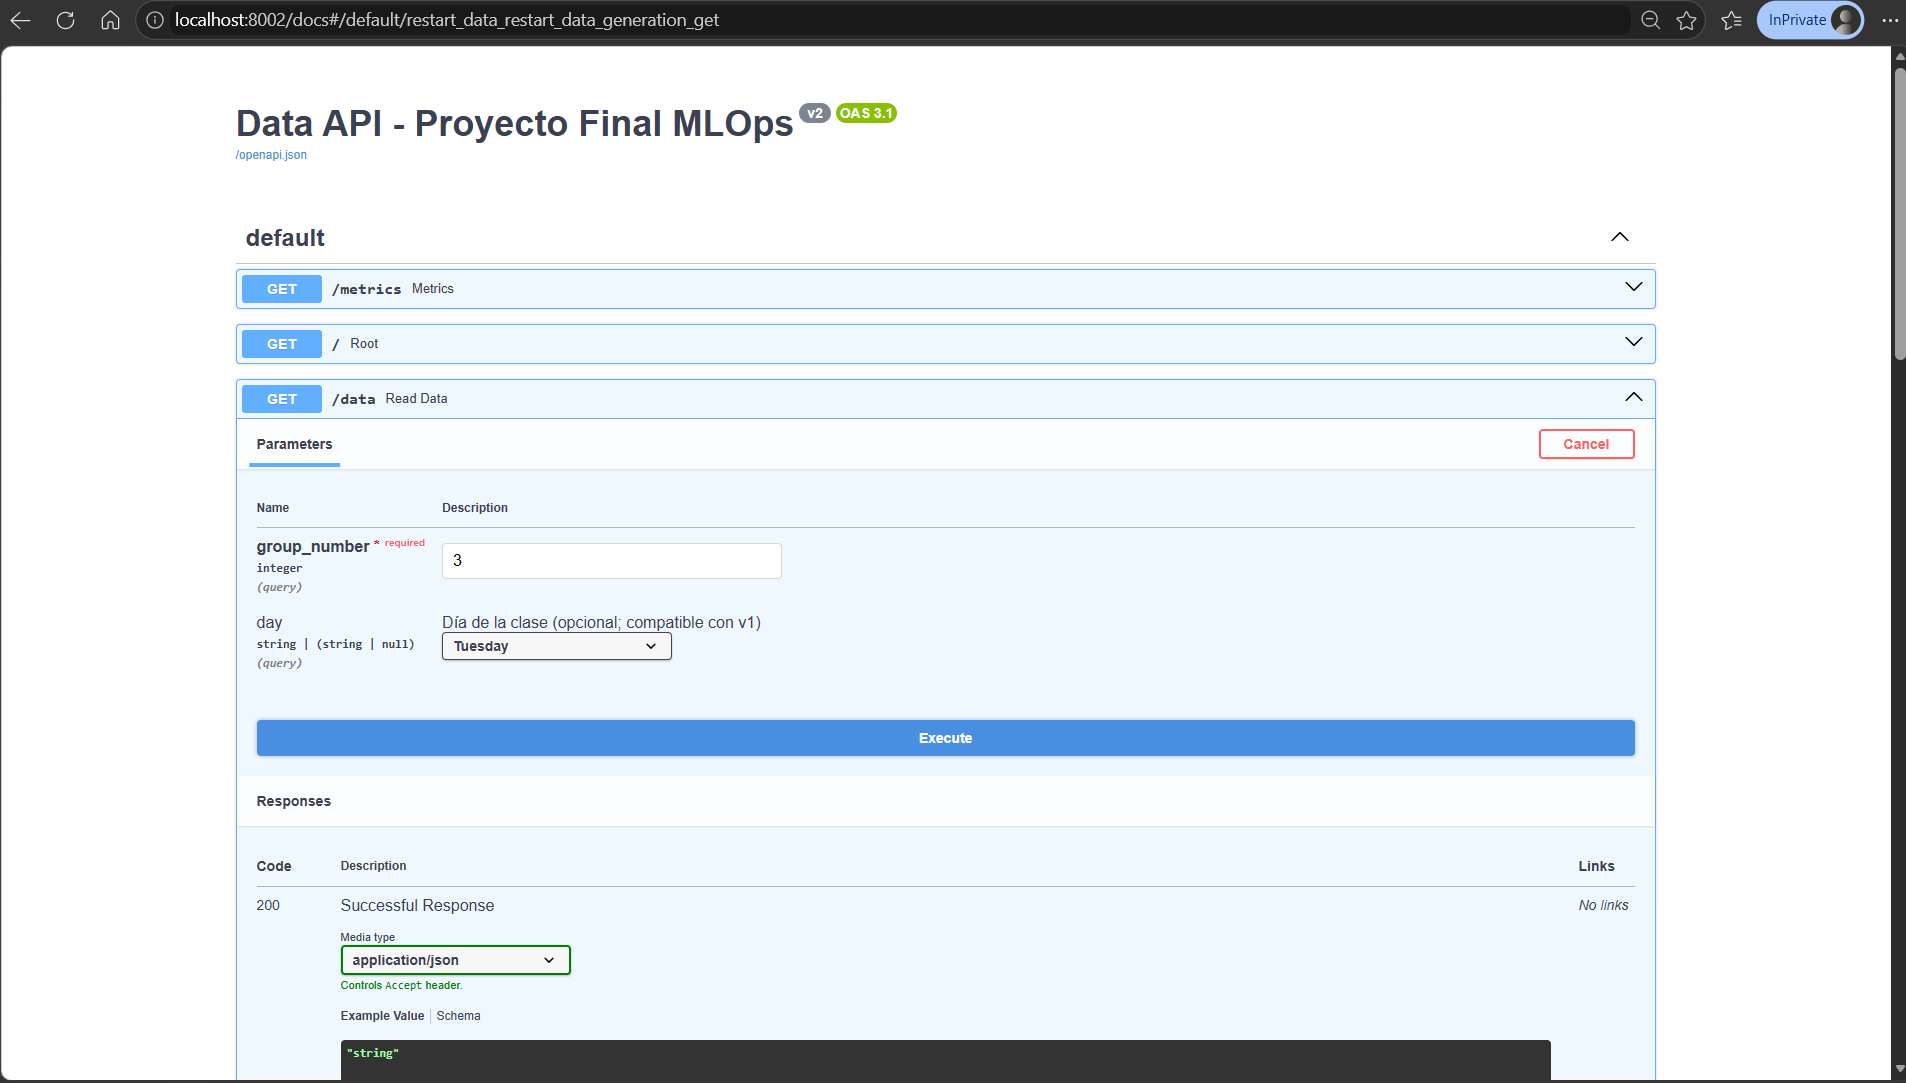 localhost:8002/docs#/default/restart_data_restart_data_generation_get
InPrivate
Data API - Proyecto Final MLOps v2 OAS 3.1
/openapi.json
default
GET /metrics Metrics
GET / Root
GET /data Read Data
Parameters
Cancel
Name Description
group_number * required
integer
(query)
3
day
string | (string | null)
(query)
Día de la clase (opcional; compatible con v1)
Tuesday
Execute
Responses
Code Description Links
200 Successful Response No links
Media type
application/json
Controls Accept header.
Example Value Schema
"string"